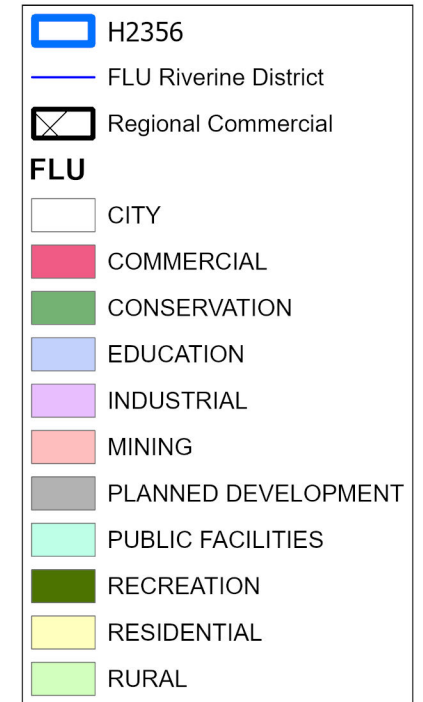 H2356
FLU Riverine District
Regional Commercial
FLU
CITY
COMMERCIAL
CONSERVATION
EDUCATION
INDUSTRIAL
MINING
PLANNED DEVELOPMENT
PUBLIC FACILITIES
RECREATION
RESIDENTIAL
RURAL